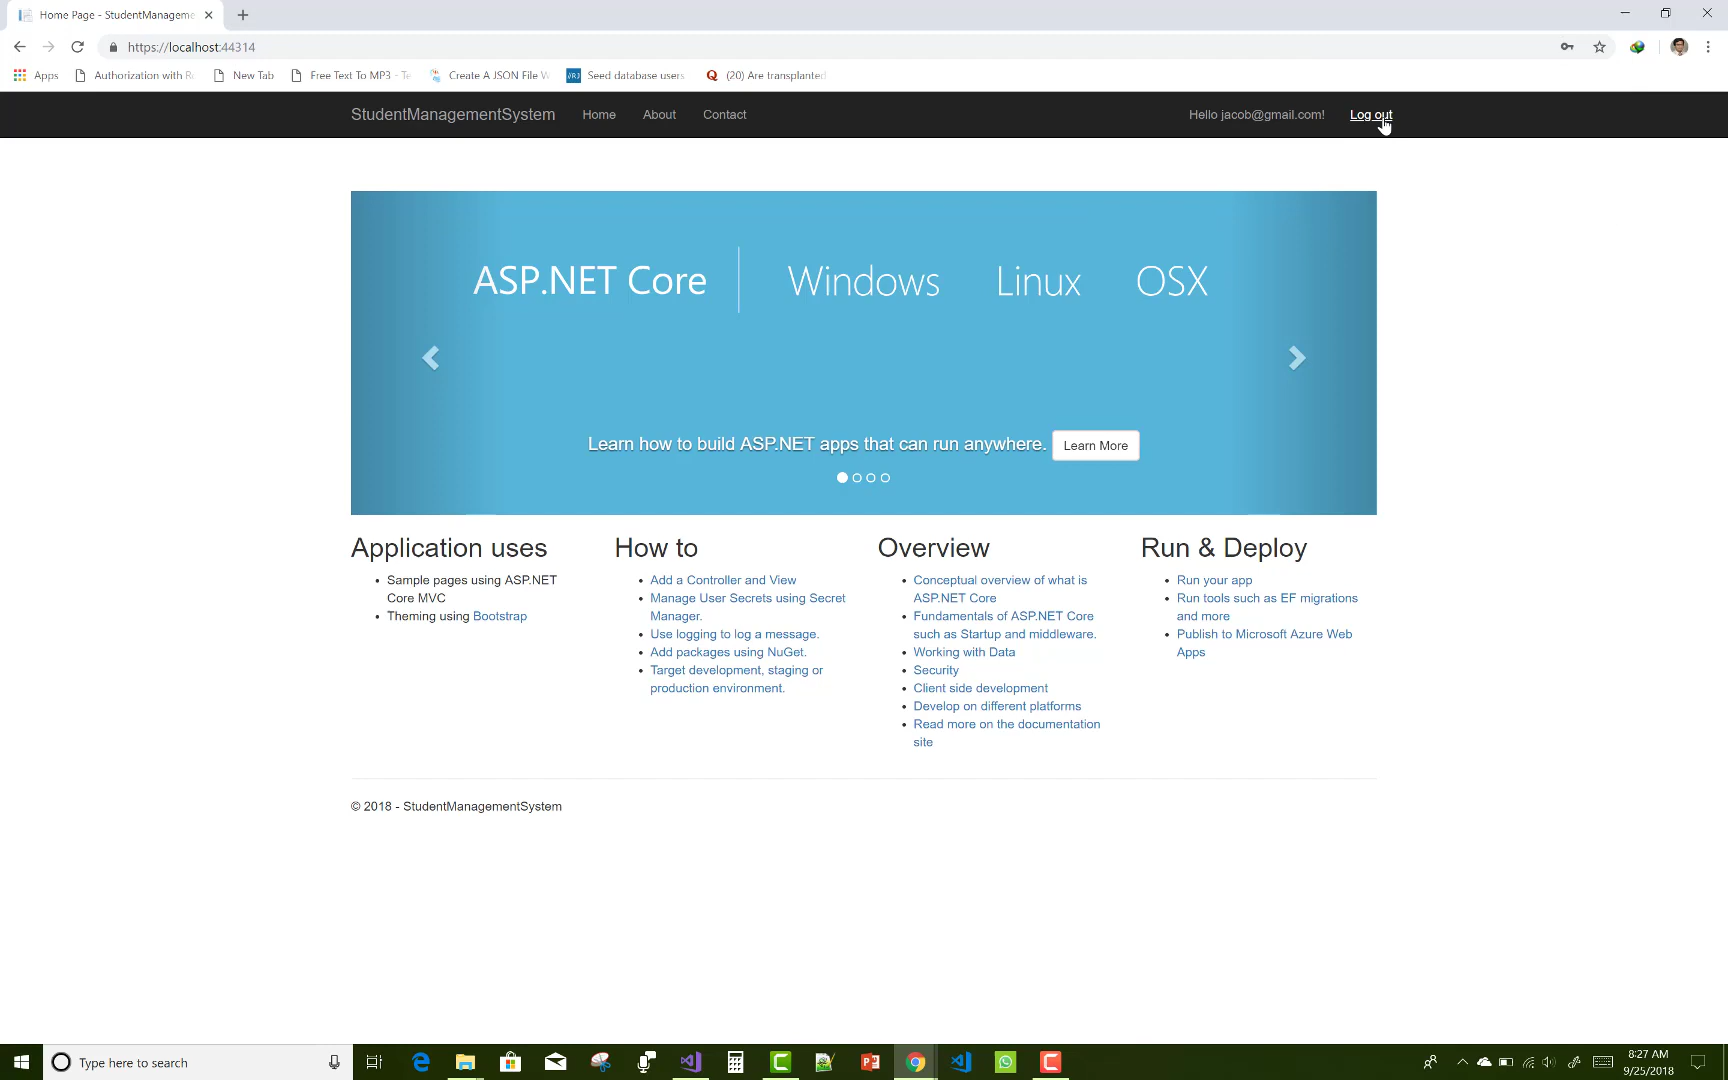 Home Page - StudentManageme
https://localhost:44314
Apps
Authorization with R
New Tab
Free Text To MP3 - Te
Create A JSON File W
Seed database users
(20) Are transplanted
StudentManagementSystem
Home
About
Contact
Hello jacob@gmail.com!
Log out
ASP.NET Core
Windows
Linux
OSX
Learn how to build ASP.NET apps that can run anywhere.
Learn More
Application uses
Sample pages using ASP.NET
Core MVC
Theming using Bootstrap
How to
Add a Controller and View
Manage User Secrets using Secret
Manager.
Use logging to log a message.
Add packages using NuGet.
Target development, staging or
production environment.
Overview
Conceptual overview of what is
ASP.NET Core
Fundamentals of ASP.NET Core
such as Startup and middleware.
Working with Data
Security
Client side development
Develop on different platforms
Read more on the documentation
site
Run & Deploy
Run your app
Run tools such as EF migrations
and more
Publish to Microsoft Azure Web
Apps
© 2018 - StudentManagementSystem
Type here to search
8:27 AM
9/25/2018